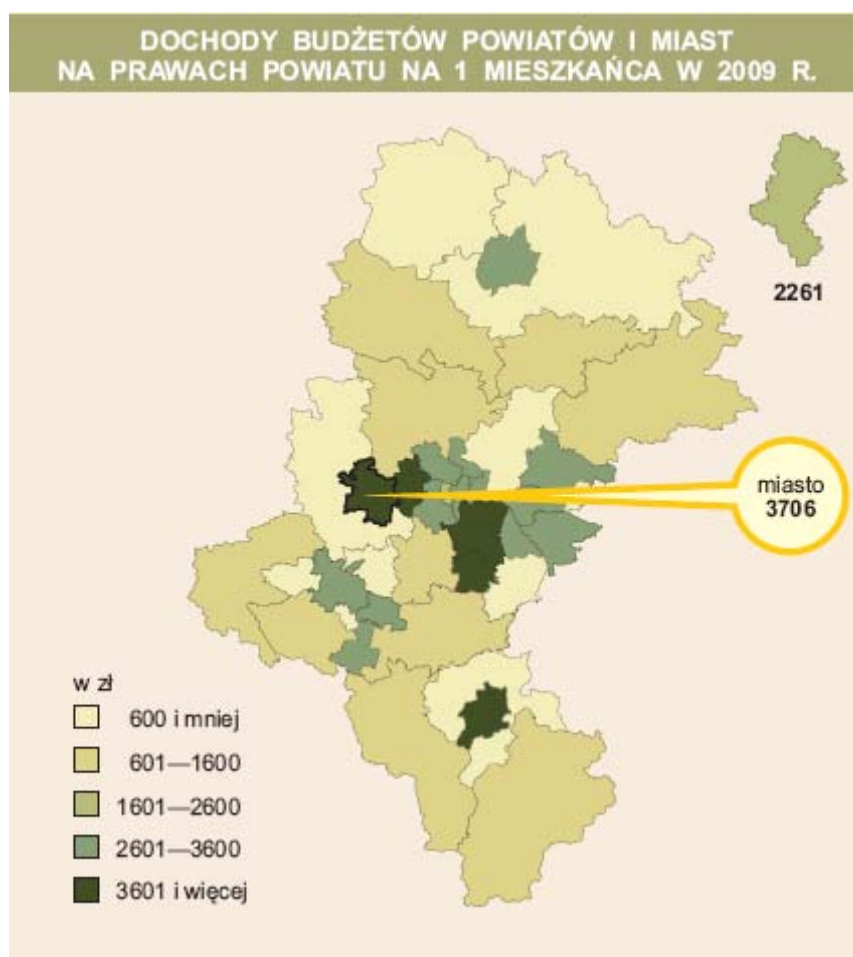 DOCHODY BUDŻETÓW POWIATÓW I MIAST
NA PRAWACH POWIATU NA 1 MIESZKAŃCA W 2009 R.
2261
miasto
3706
w zł
600 i mniej
601—1600
1601—2600
2601—3600
3601 i więcej